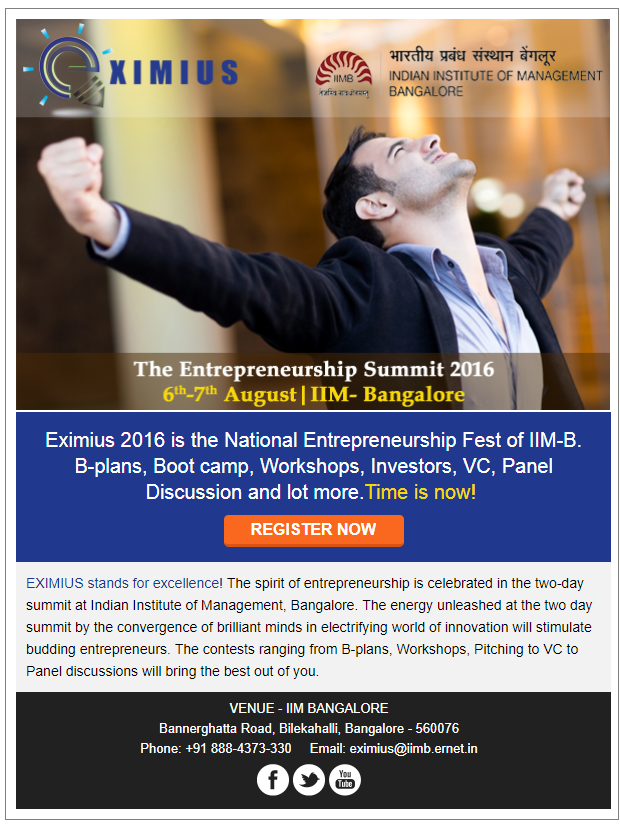 eXIMIUS
IIMB
तेजस्वि नावधीतमस्तु
भारतीय प्रबंध संस्थान बेंगलूर
INDIAN INSTITUTE OF MANAGEMENT
BANGALORE
The Entrepreneurship Summit 2016
6th-7th August|IIM- Bangalore
Eximius 2016 is the National Entrepreneurship Fest of IIM-B.
B-plans, Boot camp, Workshops, Investors, VC, Panel
Discussion and lot more.Time is now!
REGISTER NOW
EXIMIUS stands for excellence! The spirit of entrepreneurship is celebrated in the two-day
summit at Indian Institute of Management, Bangalore. The energy unleashed at the two day
summit by the convergence of brilliant minds in electrifying world of innovation will stimulate
budding entrepreneurs. The contests ranging from B-plans, Workshops, Pitching to VC to
Panel discussions will bring the best out of you.
VENUE - IIM BANGALORE
Bannerghatta Road, Bilekahalli, Bangalore - 560076
Phone: +91 888-4373-330 Email: eximius@iimb.ernet.in
You
Tube